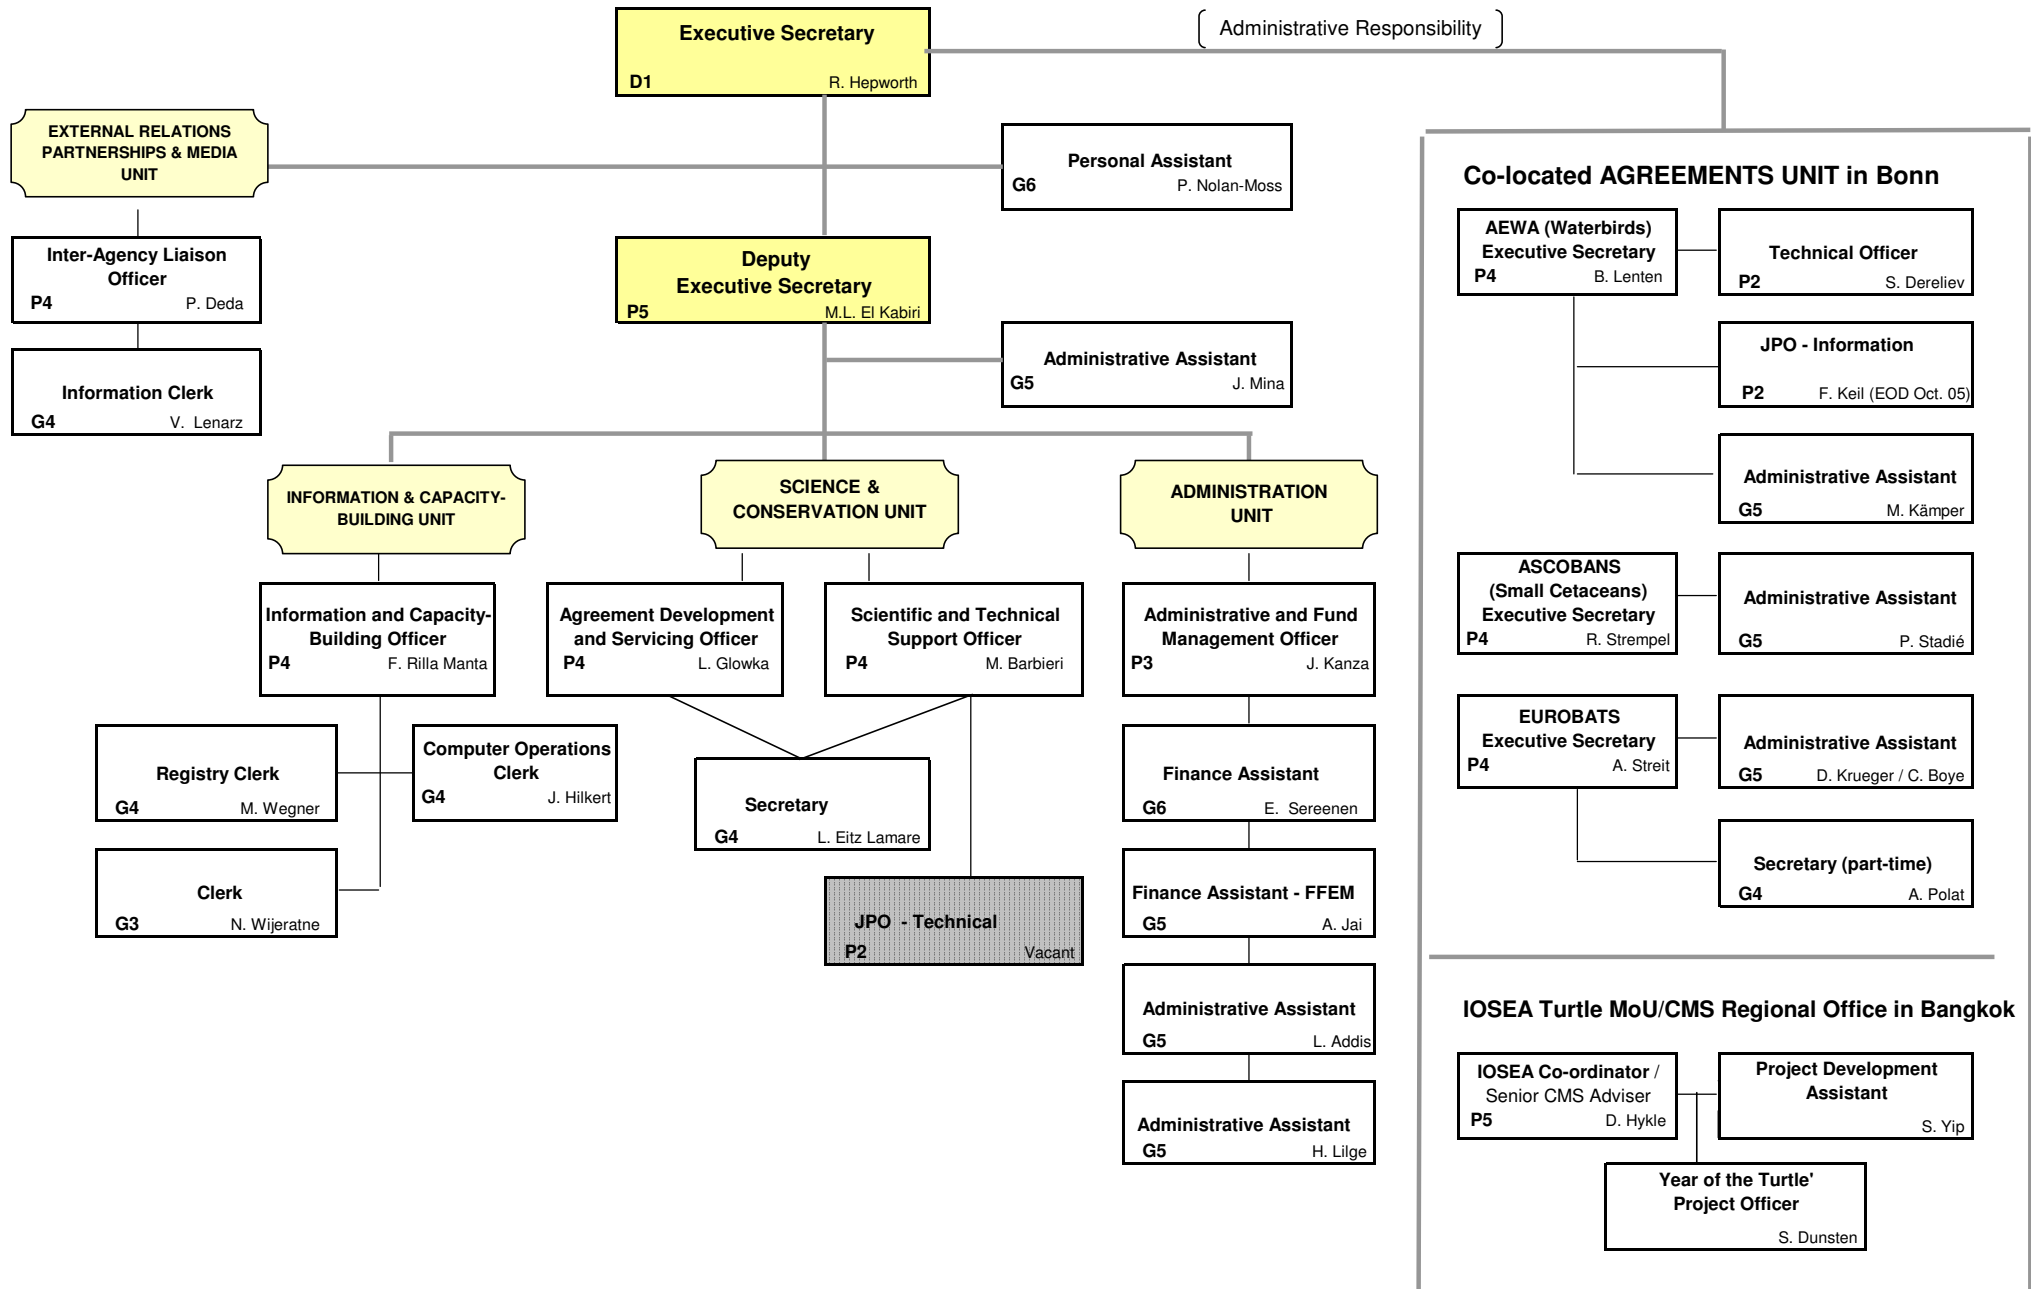 Executive Secretary
D1 R. Hepworth
Administrative Responsibility
EXTERNAL RELATIONS
PARTNERSHIPS & MEDIA
UNIT
Personal Assistant
G6 P. Nolan-Moss
Inter-Agency Liaison
Officer
P4 P. Deda
Information Clerk
G4 V. Lenarz
Deputy
Executive Secretary
P5 M.L. El Kabiri
Administrative Assistant
G5 J. Mina
INFORMATION & CAPACITY-
BUILDING UNIT
SCIENCE &
CONSERVATION UNIT
ADMINISTRATION
UNIT
Information and Capacity-
Building Officer
P4 F. Rilla Manta
Agreement Development
and Servicing Officer
P4 L. Glowka
Scientific and Technical
Support Officer
P4 M. Barbieri
Administrative and Fund
Management Officer
P3 J. Kanza
Registry Clerk
G4 M. Wegner
Computer Operations
Clerk
G4 J. Hilkert
Secretary
G4 L. Eitz Lamare
Finance Assistant
G6 E. Sereenen
Clerk
G3 N. Wijeratne
JPO - Technical
P2 Vacant
Finance Assistant - FFEM
G5 A. Jai
Administrative Assistant
G5 L. Addis
Administrative Assistant
G5 H. Lilge
Co-located AGREEMENTS UNIT in Bonn
AEWA (Waterbirds)
Executive Secretary
P4 B. Lenten
Technical Officer
P2 S. Dereliev
JPO - Information
P2 F. Keil (EOD Oct. 05)
Administrative Assistant
G5 M. Kämper
ASCOBANS
(Small Cetaceans)
Executive Secretary
P4 R. Strempel
Administrative Assistant
G5 P. Stadié
EUROBATS
Executive Secretary
P4 A. Streit
Administrative Assistant
G5 D. Krueger / C. Boye
Secretary (part-time)
G4 A. Polat
IOSEA Turtle MoU/CMS Regional Office in Bangkok
IOSEA Co-ordinator /
Senior CMS Adviser
P5 D. Hykle
Project Development
Assistant
S. Yip
Year of the Turtle'
Project Officer
S. Dunsten